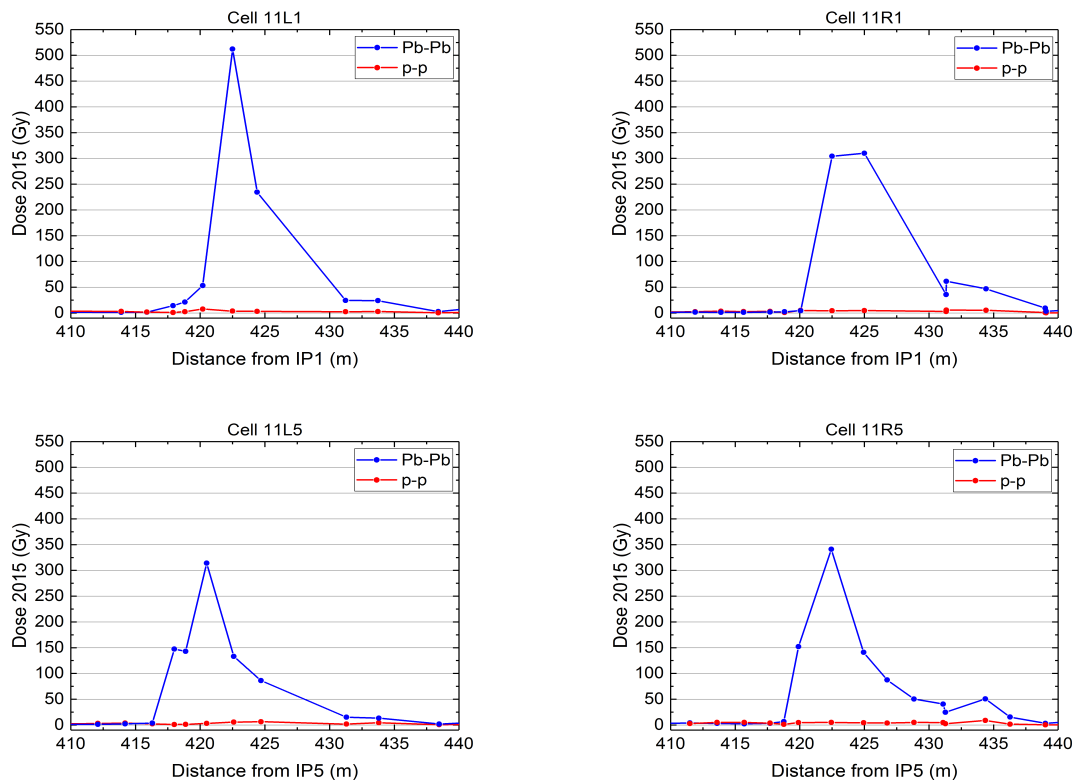 Cell 11L1
Dose 2015 (Gy)
550
500
450
400
350
300
250
200
150
100
50
0
Pb-Pb
p-p
410 415 420 425 430 435 440
Distance from IP1 (m)
Cell 11R1
Dose 2015 (Gy)
550
500
450
400
350
300
250
200
150
100
50
0
Pb-Pb
p-p
410 415 420 425 430 435 440
Distance from IP1 (m)
Cell 11L5
Dose 2015 (Gy)
550
500
450
400
350
300
250
200
150
100
50
0
Pb-Pb
p-p
410 415 420 425 430 435 440
Distance from IP5 (m)
Cell 11R5
Dose 2015 (Gy)
550
500
450
400
350
300
250
200
150
100
50
0
Pb-Pb
p-p
410 415 420 425 430 435 440
Distance from IP5 (m)